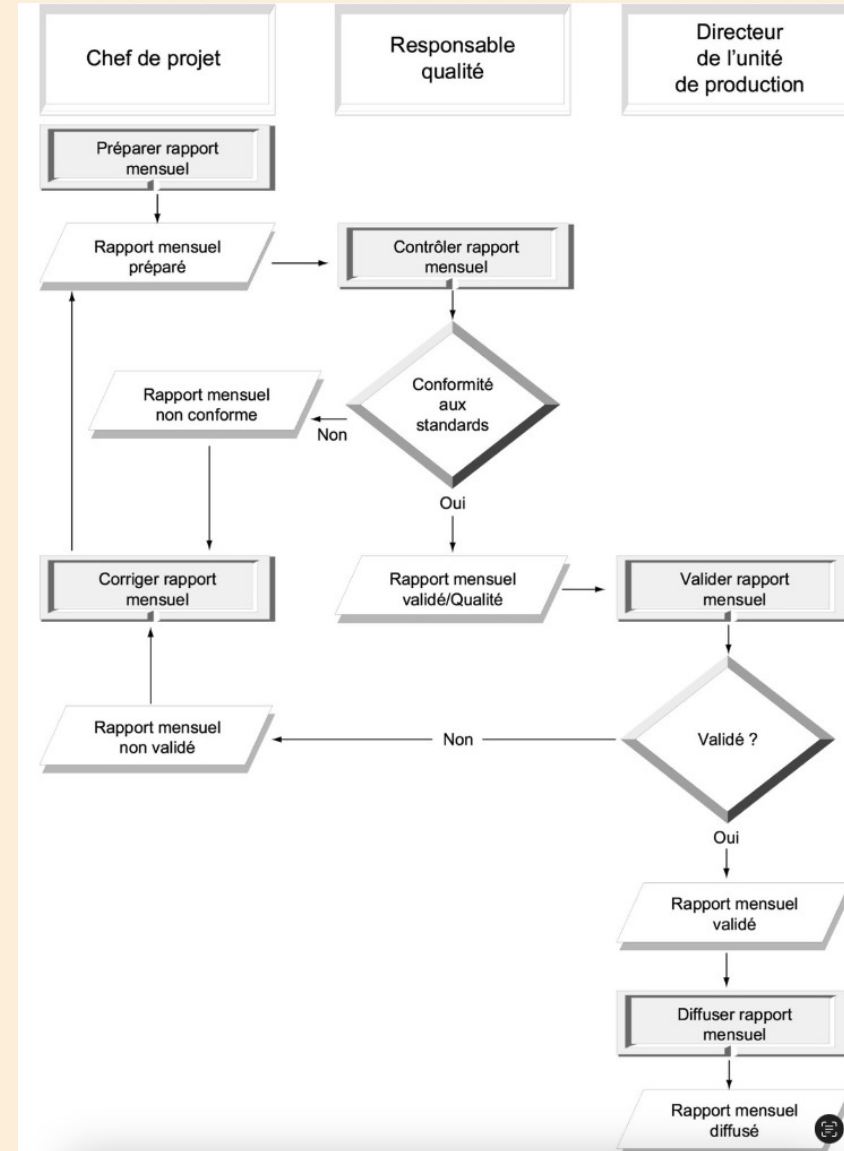 Chef de projet
Responsable
qualité
Directeur
de l'unité
de production
Préparer rapport
mensuel
Rapport mensuel
préparé
Contrôler rapport
mensuel
Conformité
aux
standards
Rapport mensuel
non conforme
Non
Oui
Corriger rapport
mensuel
Rapport mensuel
validé/Qualité
Valider rapport
mensuel
Rapport mensuel
non validé
Non
Validé ?
Oui
Rapport mensuel
validé
Diffuser rapport
mensuel
Rapport mensuel
diffusé